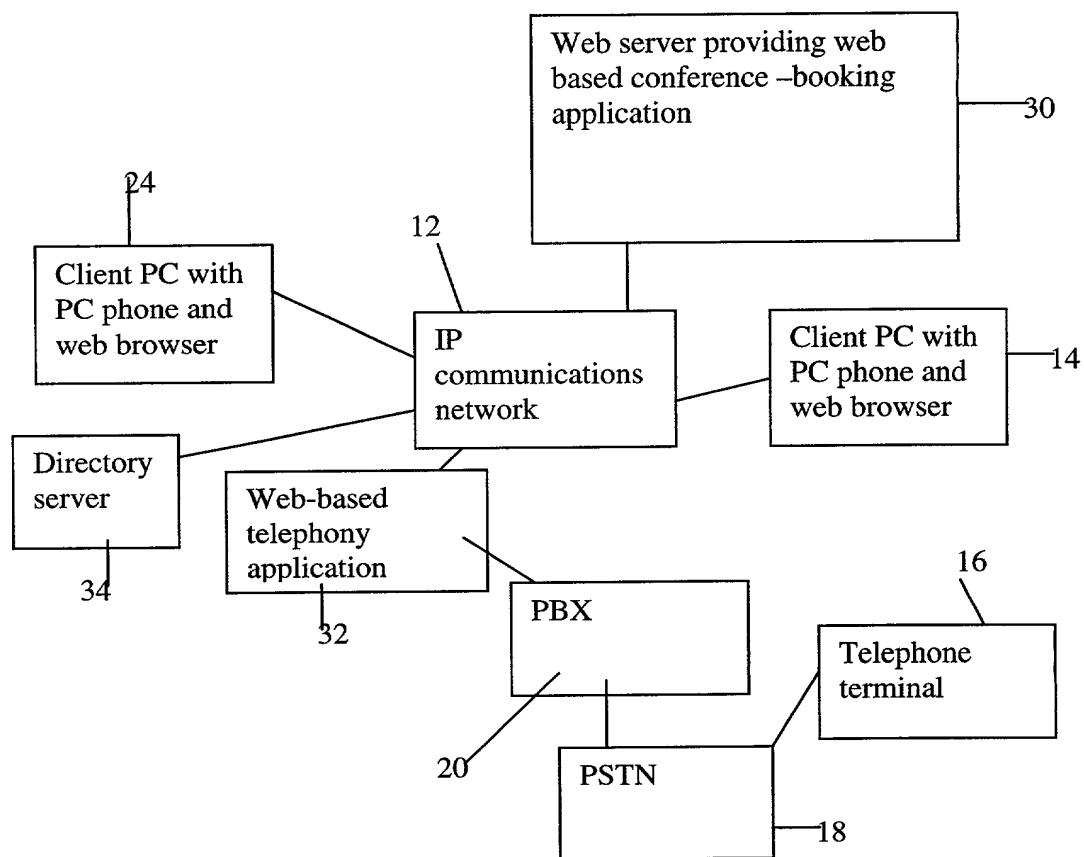 Web server providing web
based conference –booking
application
30
24
12
Client PC with
PC phone and
web browser
IP
communications
network
Client PC with
PC phone and
web browser
14
Directory
server
34
Web-based
telephony
application
32
16
PBX
20
Telephone
terminal
PSTN
18